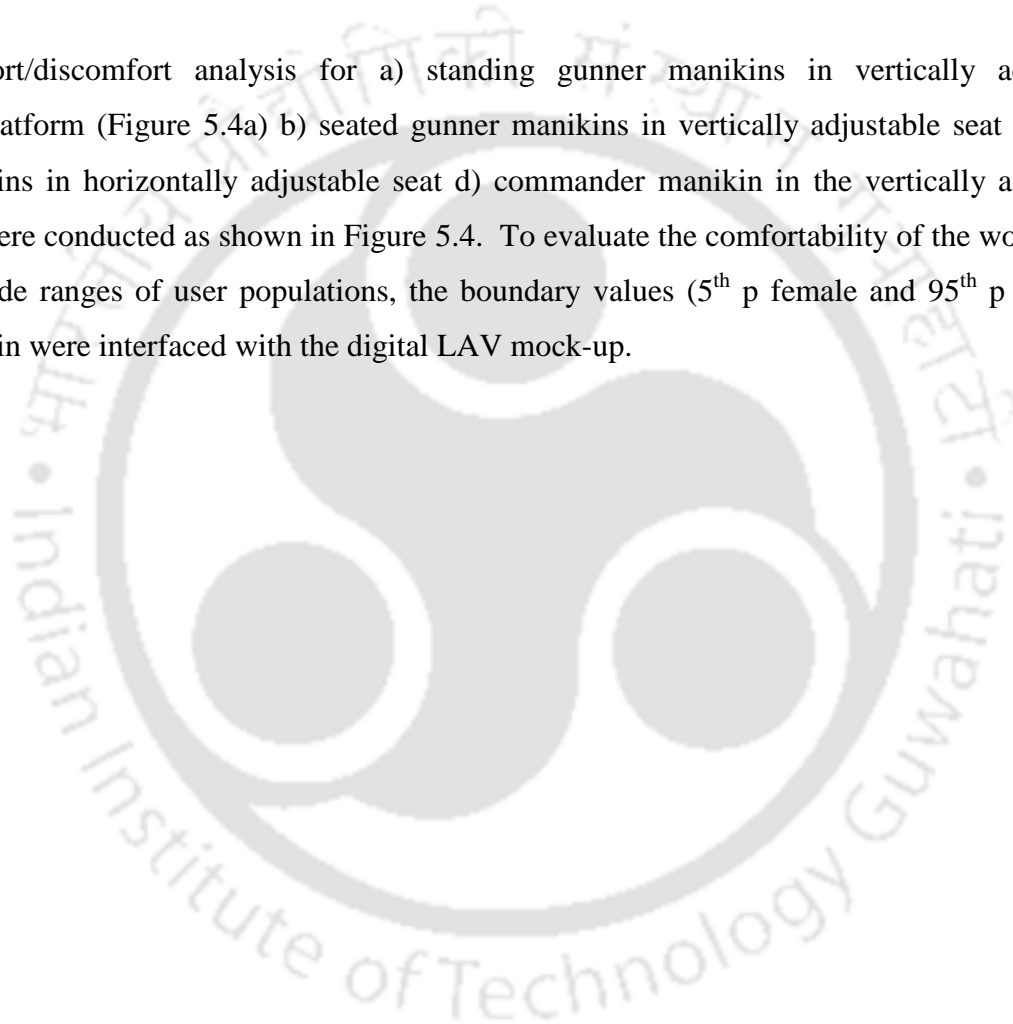 ort/discomfort analysis for a) standing gunner manikins in vertically a
atform (Figure 5.4a) b) seated gunner manikins in vertically adjustable seat
ins in horizontally adjustable seat d) commander manikin in the vertically a
ere conducted as shown in Figure 5.4. To evaluate the comfortability of the wo
de ranges of user populations, the boundary values (5th p female and 95th p
in were interfaced with the digital LAV mock-up.
Indian Institute of Technology Guwahati